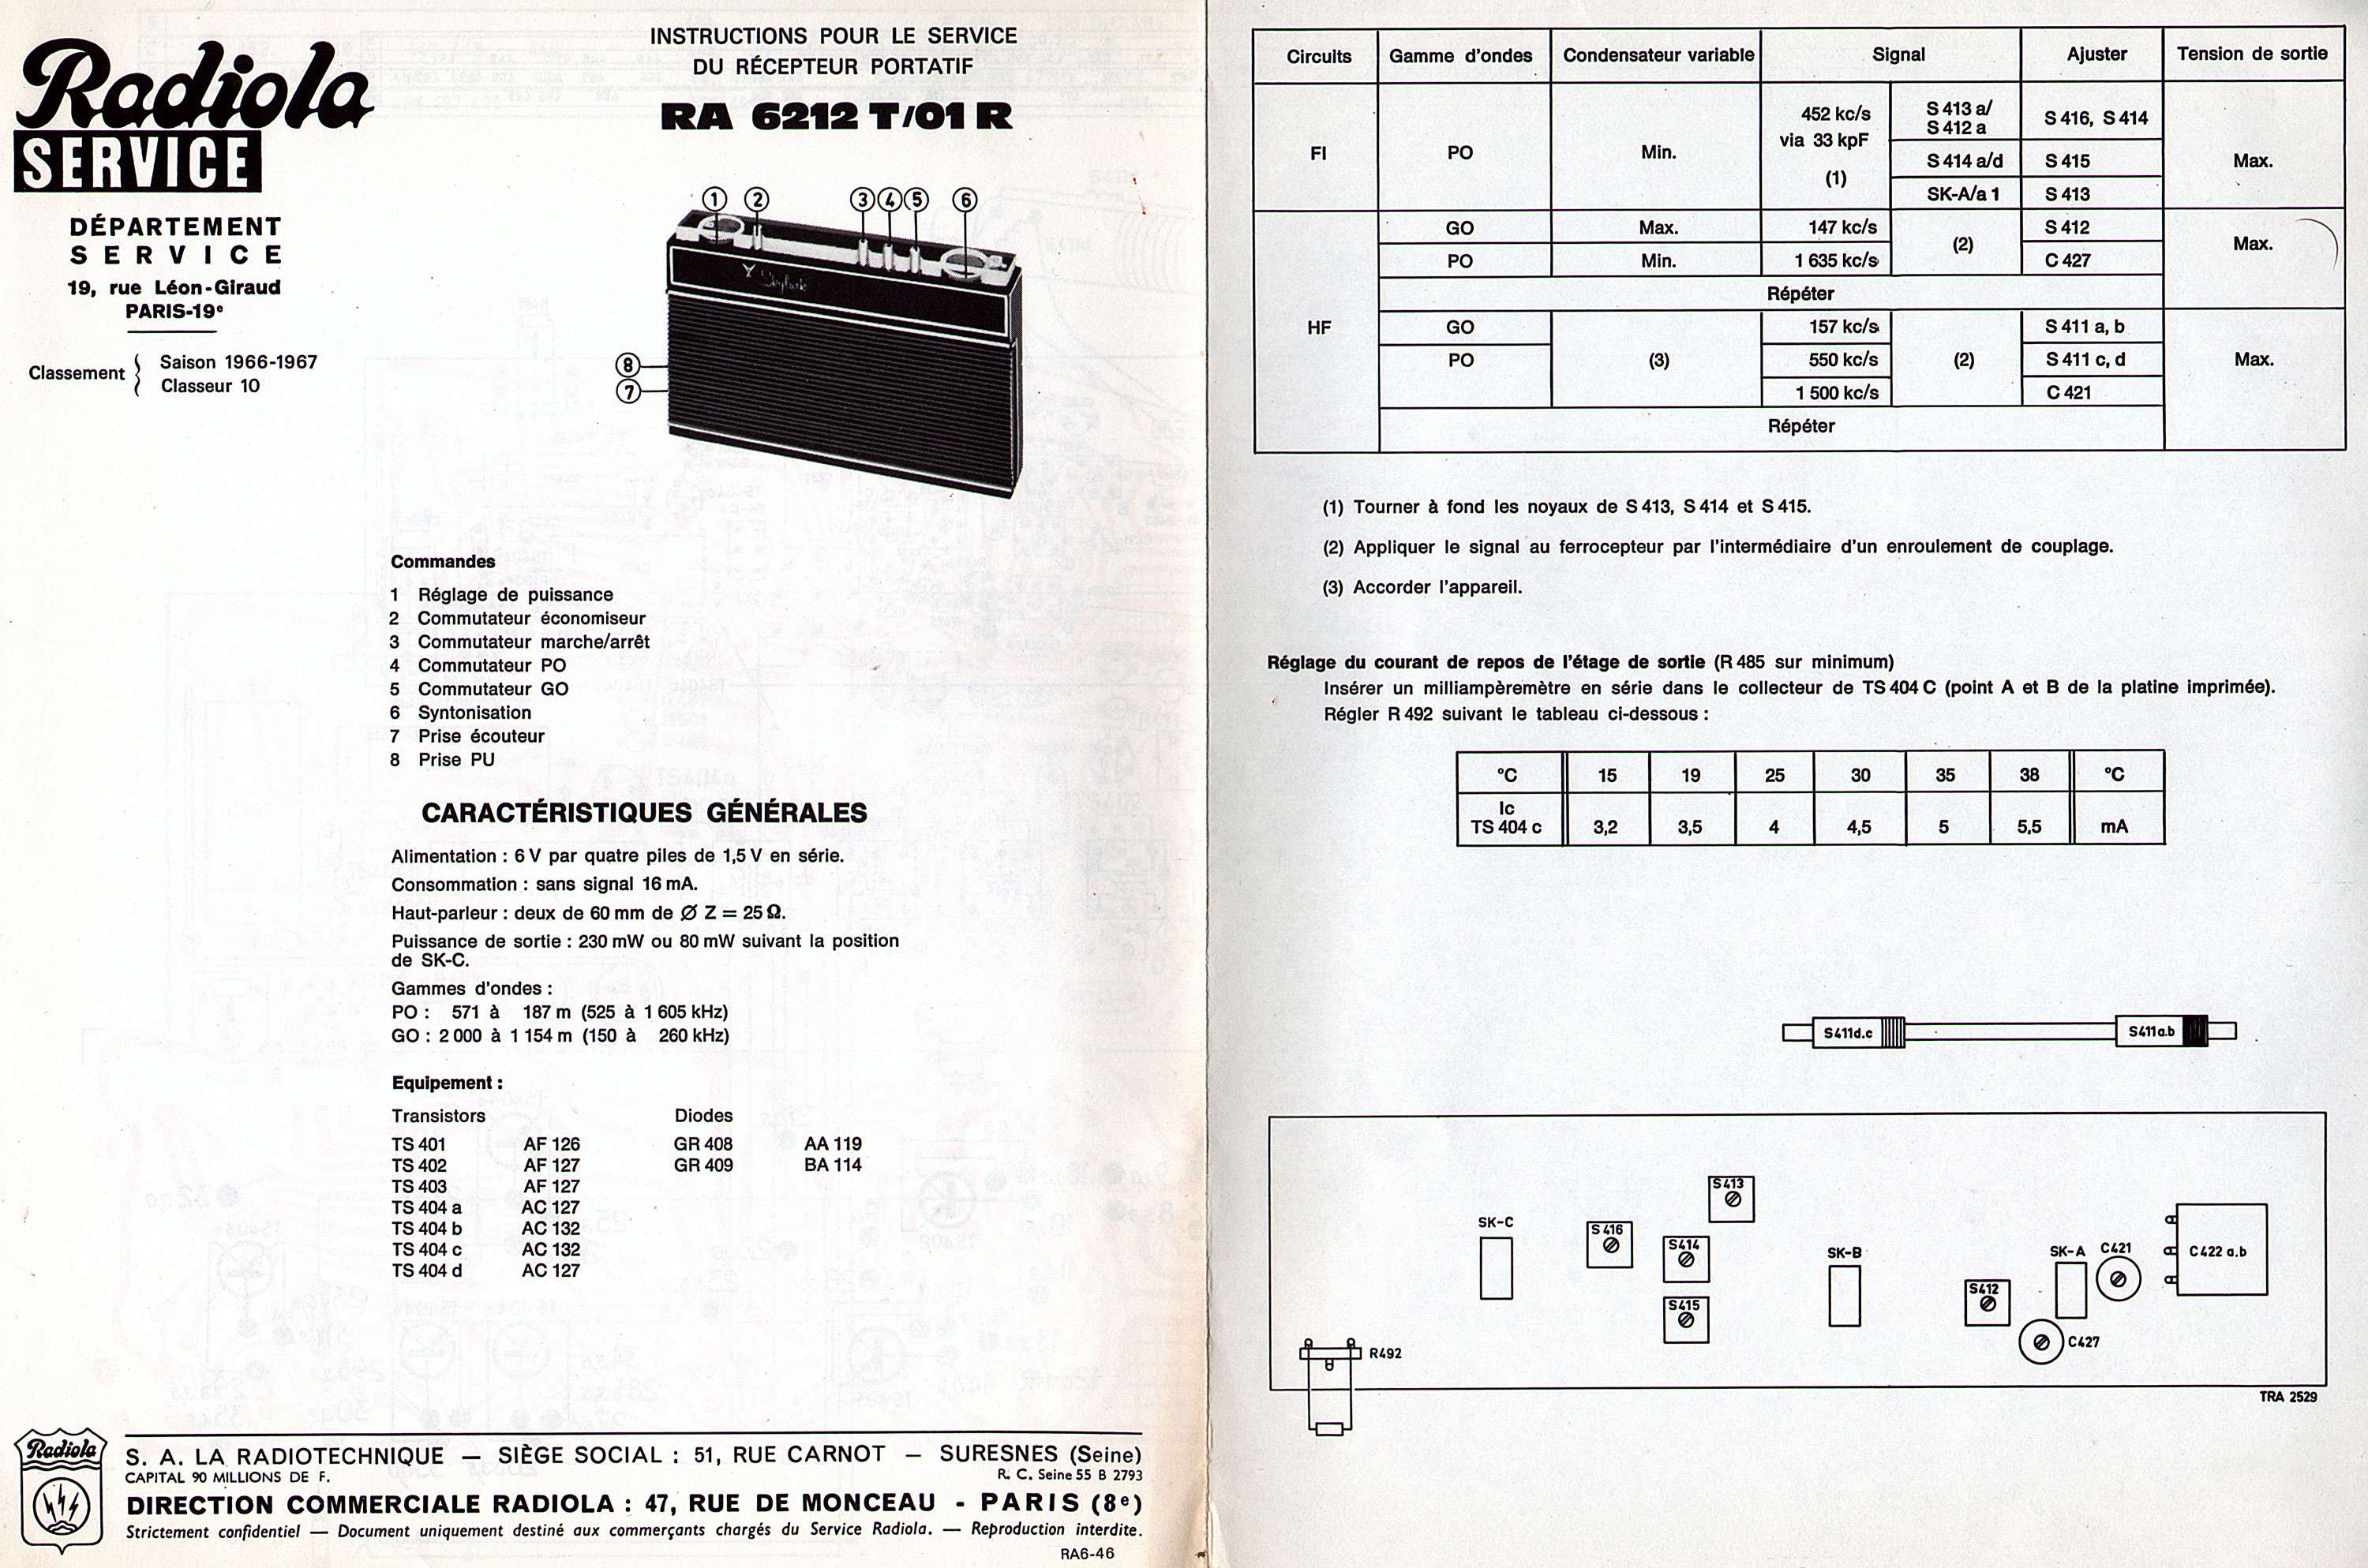 Radiola
SERVICE
DÉPARTEMENT
SERVICE
19, rue Léon-Giraud
PARIS-19e
Classement { Saison 1966-1967
Classeur 10
INSTRUCTIONS POUR LE SERVICE
DU RÉCEPTEUR PORTATIF
RA 6212 T/01 R
1 2 3 4 5 6
Skylark
8
7
Commandes
1 Réglage de puissance
2 Commutateur économiseur
3 Commutateur marche/arrêt
4 Commutateur PO
5 Commutateur GO
6 Syntonisation
7 Prise écouteur
8 Prise PU
CARACTÉRISTIQUES GÉNÉRALES
Alimentation : 6 V par quatre piles de 1,5 V en série.
Consommation : sans signal 16 mA.
Haut-parleur : deux de 60 mm de Ø Z = 25 Ω.
Puissance de sortie : 230 mW ou 80 mW suivant la position
de SK-C.
Gammes d'ondes :
PO : 571 à 187 m (525 à 1 605 kHz)
GO : 2 000 à 1 154 m (150 à 260 kHz)
Equipement :
Transistors Diodes
TS 401 AF 126 GR 408 AA 119
TS 402 AF 127 GR 409 BA 114
TS 403 AF 127
TS 404 a AC 127
TS 404 b AC 132
TS 404 c AC 132
TS 404 d AC 127
Radiola
S. A. LA RADIOTECHNIQUE — SIÈGE SOCIAL : 51, RUE CARNOT — SURESNES (Seine)
CAPITAL 90 MILLIONS DE F. R. C. Seine 55 B 2793
DIRECTION COMMERCIALE RADIOLA : 47, RUE DE MONCEAU - PARIS (8e)
Strictement confidentiel — Document uniquement destiné aux commerçants chargés du Service Radiola. — Reproduction interdite.
RA6-46
Circuits Gamme d'ondes Condensateur variable Signal Ajuster Tension de sortie
FI PO Min. 452 kc/s via 33 kpF (1) S 413 a/ S 412 a S 416, S 414 Max.
S 414 a/d S 415
SK-A/a 1 S 413
HF GO Max. 147 kc/s (2) S 412 Max.
PO Min. 1 635 kc/s C 427
Répéter
GO (3) 157 kc/s (2) S 411 a, b Max.
PO 550 kc/s S 411 c, d
1 500 kc/s C 421
Répéter
(1) Tourner à fond les noyaux de S 413, S 414 et S 415.
(2) Appliquer le signal au ferrocepteur par l'intermédiaire d'un enroulement de couplage.
(3) Accorder l'appareil.
Réglage du courant de repos de l'étage de sortie (R 485 sur minimum)
Insérer un milliampèremètre en série dans le collecteur de TS 404 C (point A et B de la platine imprimée).
Régler R 492 suivant le tableau ci-dessous :
°C 15 19 25 30 35 38 °C
Ic
TS 404 c 3,2 3,5 4 4,5 5 5,5 mA
S411d.c S411a.b
S413
SK-C S416 S414 SK-B SK-A C421 C422 a.b
S412
S415
C427
R492
TRA 2529